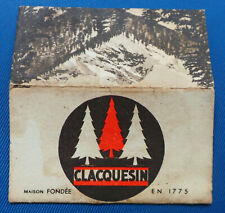 CLACQUESIN
MAISON FONDÉE EN 1775